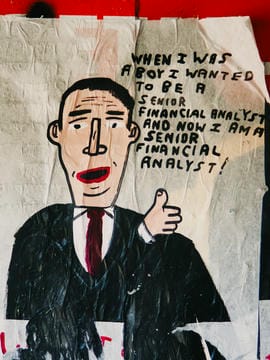 WHEN I WAS
A BOY I WANTED
TO BE A
SENIOR
FINANCIAL ANALYST
AND NOW I AM A
SENIOR
FINANCIAL
ANALYST!